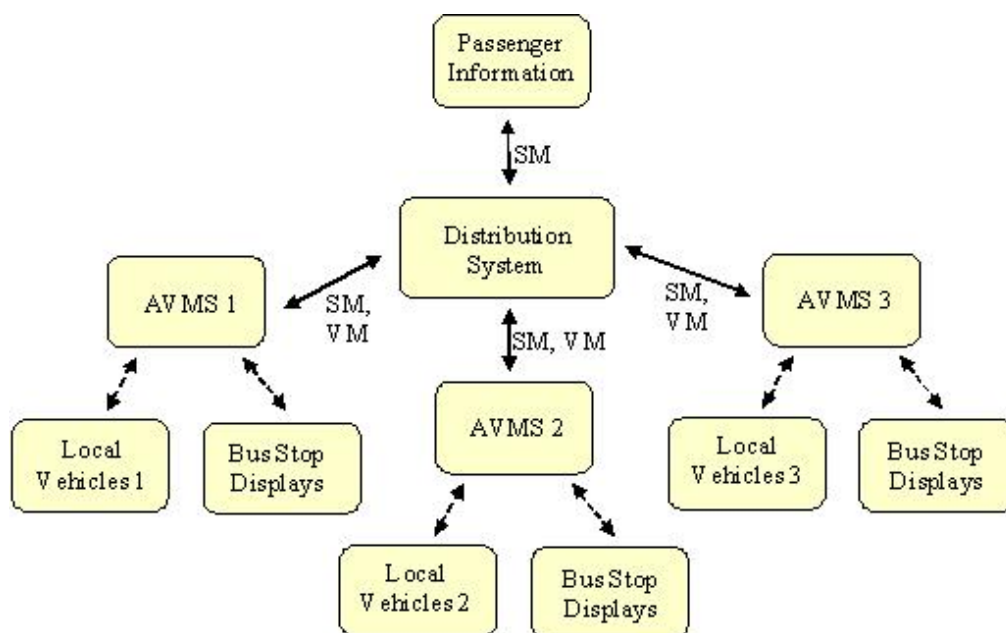 Passenger
Information
SM
Distribution
System
AVMS 1
SM,
VM
SM,
VM
AVMS 3
SM, VM
AVMS 2
Local
Vehicles 1
Bus Stop
Displays
Local
Vehicles 3
Bus Stop
Displays
Local
Vehicles 2
Bus Stop
Displays